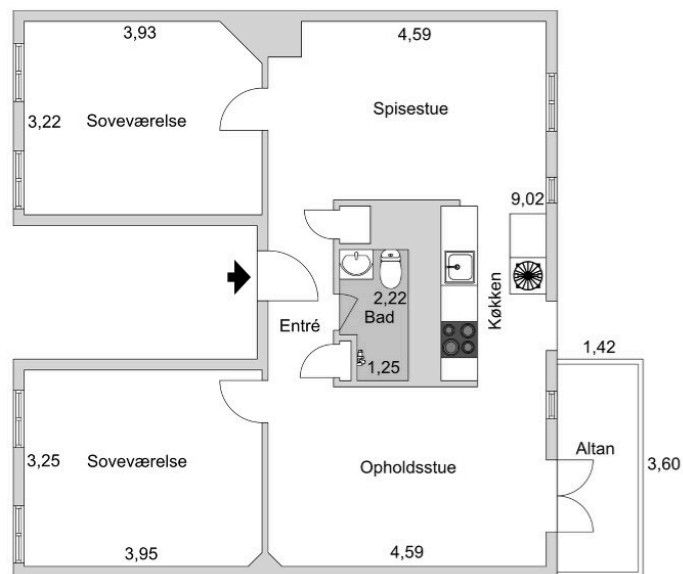 3,93
4,59
3,22
Soveværelse
Spisestue
9,02
2,22
Bad
Køkken
Entré
1,25
1,42
3,25
Soveværelse
Opholdsstue
Altan
3,60
3,95
4,59